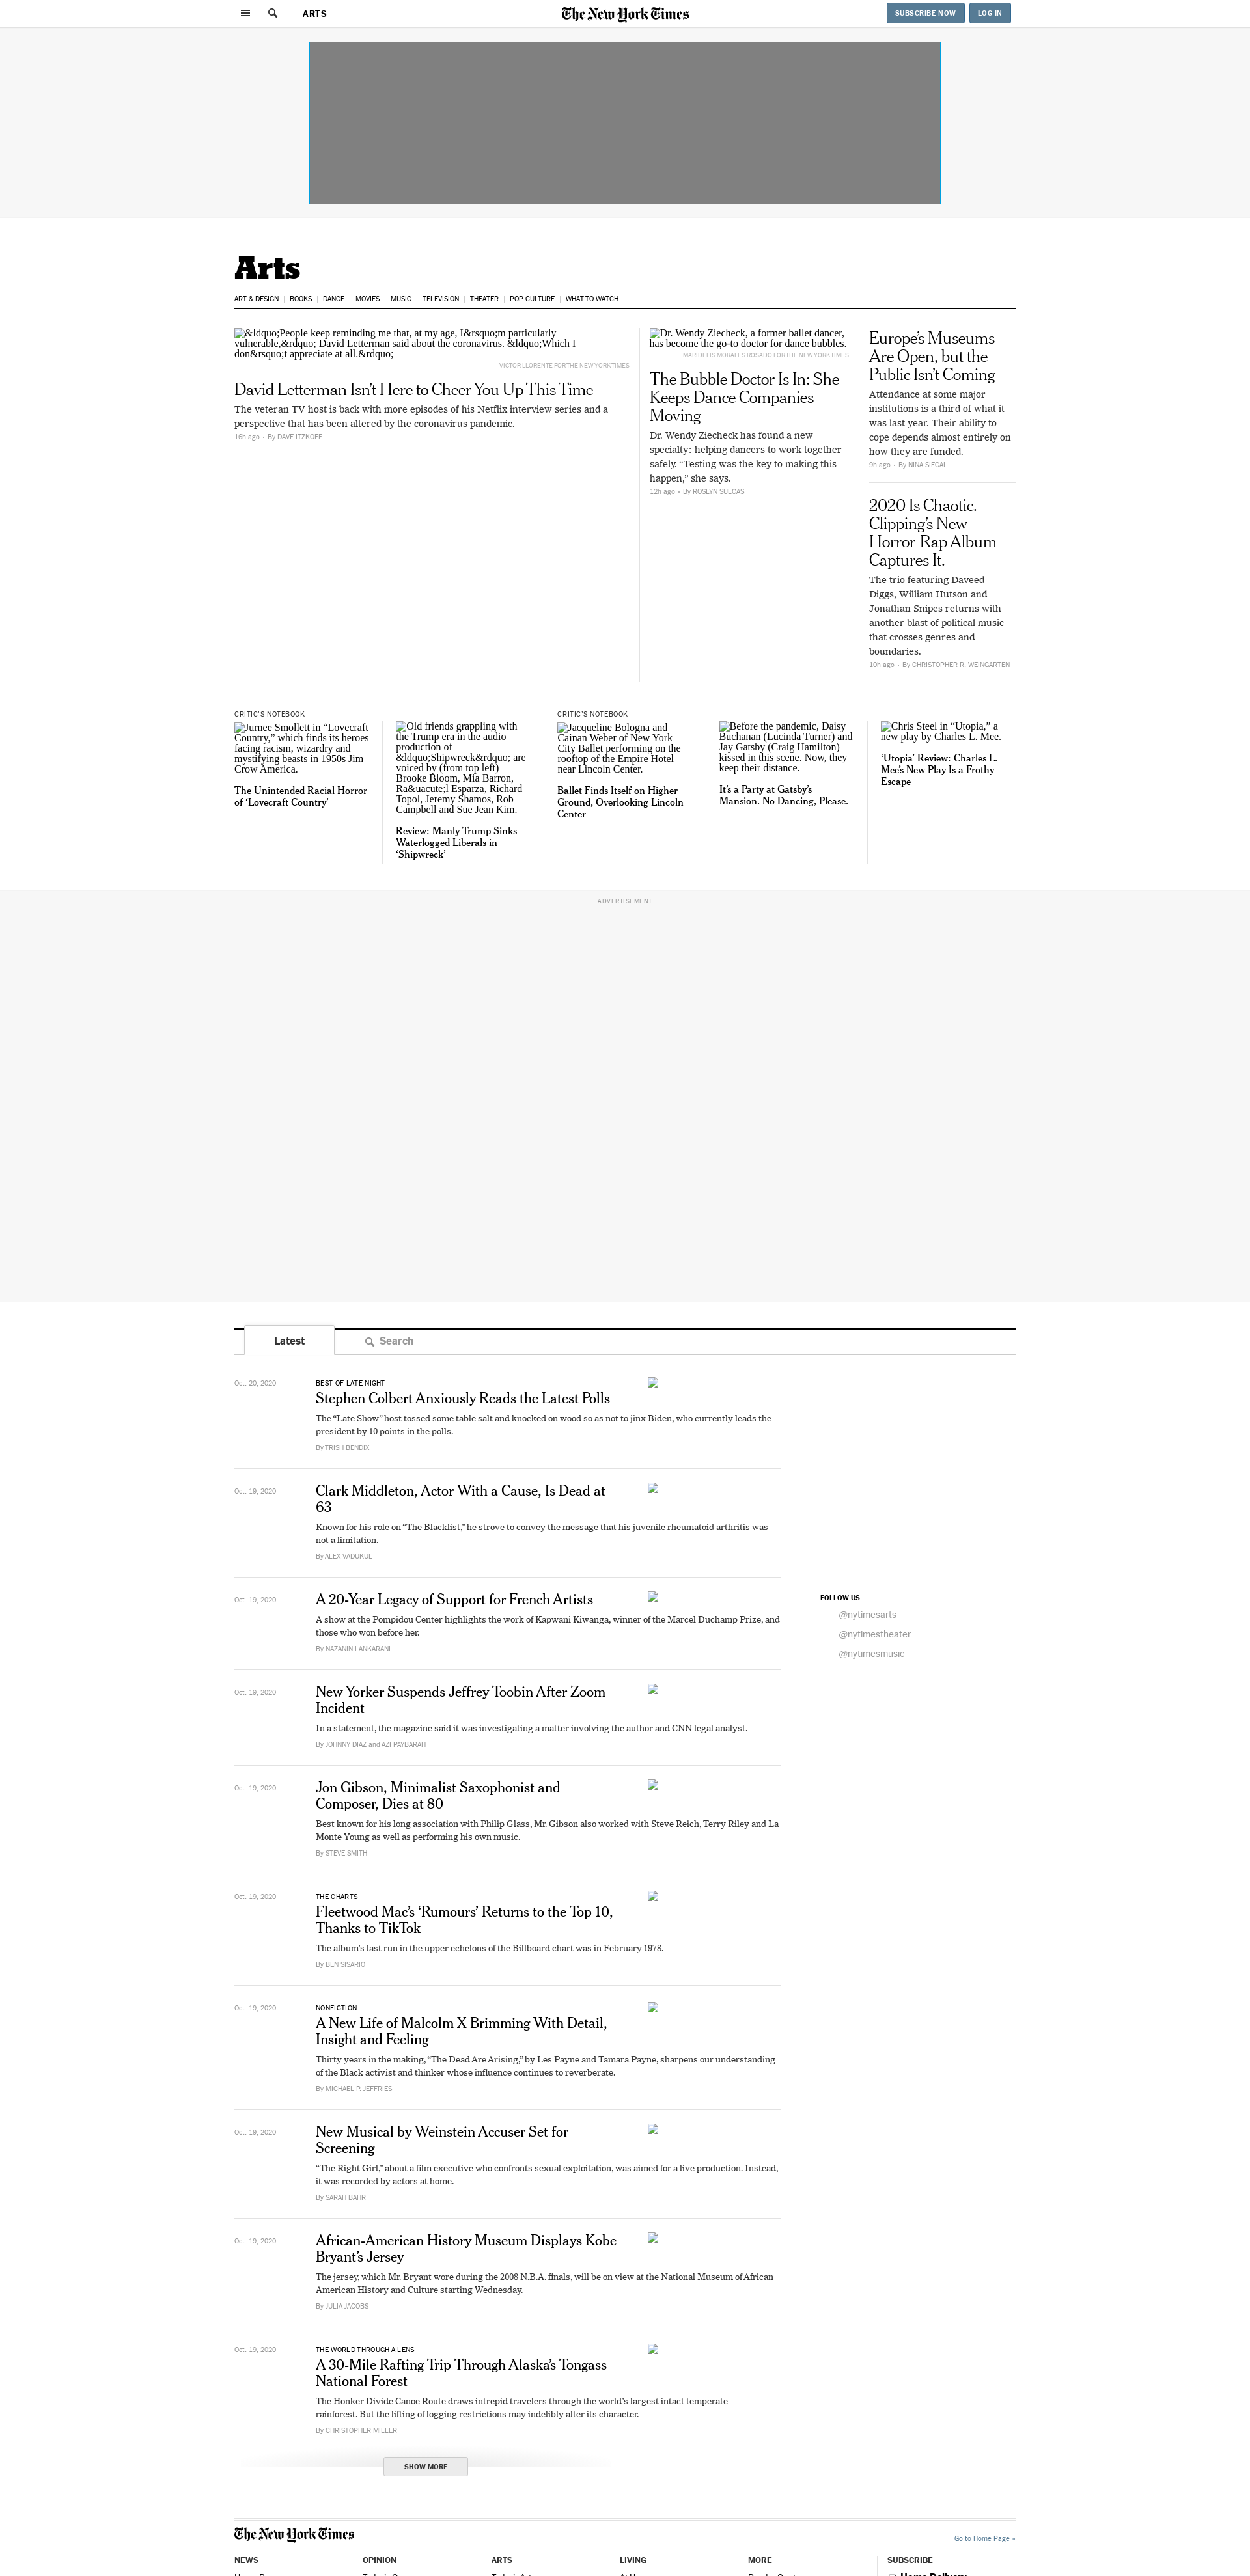 ARTS
The New York Times
SUBSCRIBE NOW
LOG IN
Arts
ART & DESIGN
BOOKS
DANCE
MOVIES
MUSIC
TELEVISION
THEATER
POP CULTURE
WHAT TO WATCH
&ldquo;People keep reminding me that, at my age, I&rsquo;m particularly
vulnerable,&rdquo; David Letterman said about the coronavirus. &ldquo;Which I
don&rsquo;t appreciate at all.&rdquo;
VICTOR LLORENTE FOR THE NEW YORK TIMES
David Letterman Isn’t Here to Cheer You Up This Time
The veteran TV host is back with more episodes of his Netflix interview series and a
perspective that has been altered by the coronavirus pandemic.
16h ago • By DAVE ITZKOFF
Dr. Wendy Ziecheck, a former ballet dancer,
has become the go-to doctor for dance bubbles.
MARIDELIS MORALES ROSADO FOR THE NEW YORK TIMES
The Bubble Doctor Is In: She
Keeps Dance Companies
Moving
Dr. Wendy Ziecheck has found a new
specialty: helping dancers to work together
safely. “Testing was the key to making this
happen,” she says.
12h ago • By ROSLYN SULCAS
Europe’s Museums
Are Open, but the
Public Isn’t Coming
Attendance at some major
institutions is a third of what it
was last year. Their ability to
cope depends almost entirely on
how they are funded.
9h ago • By NINA SIEGAL
2020 Is Chaotic.
Clipping’s New
Horror-Rap Album
Captures It.
The trio featuring Daveed
Diggs, William Hutson and
Jonathan Snipes returns with
another blast of political music
that crosses genres and
boundaries.
10h ago • By CHRISTOPHER R. WEINGARTEN
CRITIC’S NOTEBOOK
Jurnee Smollett in “Lovecraft
Country,” which finds its heroes
facing racism, wizardry and
mystifying beasts in 1950s Jim
Crow America.
The Unintended Racial Horror
of ‘Lovecraft Country’
Old friends grappling with
the Trump era in the audio
production of
&ldquo;Shipwreck&rdquo; are
voiced by (from top left)
Brooke Bloom, Mia Barron,
Ra&uacute;l Esparza, Richard
Topol, Jeremy Shamos, Rob
Campbell and Sue Jean Kim.
Review: Manly Trump Sinks
Waterlogged Liberals in
‘Shipwreck’
CRITIC’S NOTEBOOK
Jacqueline Bologna and
Cainan Weber of New York
City Ballet performing on the
rooftop of the Empire Hotel
near Lincoln Center.
Ballet Finds Itself on Higher
Ground, Overlooking Lincoln
Center
Before the pandemic, Daisy
Buchanan (Lucinda Turner) and
Jay Gatsby (Craig Hamilton)
kissed in this scene. Now, they
keep their distance.
It’s a Party at Gatsby’s
Mansion. No Dancing, Please.
Chris Steel in “Utopia,” a
new play by Charles L. Mee.
‘Utopia’ Review: Charles L.
Mee’s New Play Is a Frothy
Escape
ADVERTISEMENT
Latest
Search
Oct. 20, 2020
BEST OF LATE NIGHT
Stephen Colbert Anxiously Reads the Latest Polls
The “Late Show” host tossed some table salt and knocked on wood so as not to jinx Biden, who currently leads the
president by 10 points in the polls.
By TRISH BENDIX
Oct. 19, 2020
Clark Middleton, Actor With a Cause, Is Dead at
63
Known for his role on “The Blacklist,” he strove to convey the message that his juvenile rheumatoid arthritis was
not a limitation.
By ALEX VADUKUL
Oct. 19, 2020
A 20-Year Legacy of Support for French Artists
A show at the Pompidou Center highlights the work of Kapwani Kiwanga, winner of the Marcel Duchamp Prize, and
those who won before her.
By NAZANIN LANKARANI
FOLLOW US
@nytimesarts
@nytimestheater
@nytimesmusic
Oct. 19, 2020
New Yorker Suspends Jeffrey Toobin After Zoom
Incident
In a statement, the magazine said it was investigating a matter involving the author and CNN legal analyst.
By JOHNNY DIAZ and AZI PAYBARAH
Oct. 19, 2020
Jon Gibson, Minimalist Saxophonist and
Composer, Dies at 80
Best known for his long association with Philip Glass, Mr. Gibson also worked with Steve Reich, Terry Riley and La
Monte Young as well as performing his own music.
By STEVE SMITH
Oct. 19, 2020
THE CHARTS
Fleetwood Mac’s ‘Rumours’ Returns to the Top 10,
Thanks to TikTok
The album’s last run in the upper echelons of the Billboard chart was in February 1978.
By BEN SISARIO
Oct. 19, 2020
NONFICTION
A New Life of Malcolm X Brimming With Detail,
Insight and Feeling
Thirty years in the making, “The Dead Are Arising,” by Les Payne and Tamara Payne, sharpens our understanding
of the Black activist and thinker whose influence continues to reverberate.
By MICHAEL P. JEFFRIES
Oct. 19, 2020
New Musical by Weinstein Accuser Set for
Screening
“The Right Girl,” about a film executive who confronts sexual exploitation, was aimed for a live production. Instead,
it was recorded by actors at home.
By SARAH BAHR
Oct. 19, 2020
African-American History Museum Displays Kobe
Bryant’s Jersey
The jersey, which Mr. Bryant wore during the 2008 N.B.A. finals, will be on view at the National Museum of African
American History and Culture starting Wednesday.
By JULIA JACOBS
Oct. 19, 2020
THE WORLD THROUGH A LENS
A 30-Mile Rafting Trip Through Alaska’s Tongass
National Forest
The Honker Divide Canoe Route draws intrepid travelers through the world’s largest intact temperate
rainforest. But the lifting of logging restrictions may indelibly alter its character.
By CHRISTOPHER MILLER
SHOW MORE
The New York Times
Go to Home Page »
NEWS
OPINION
ARTS
LIVING
MORE
SUBSCRIBE